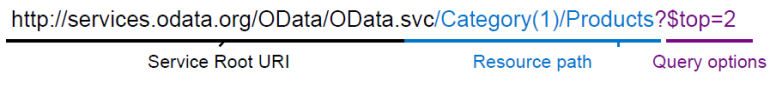 http://services.odata.org/OData/OData.svc/Category(1)/Products?$top=2
Service Root URI Resource path Query options